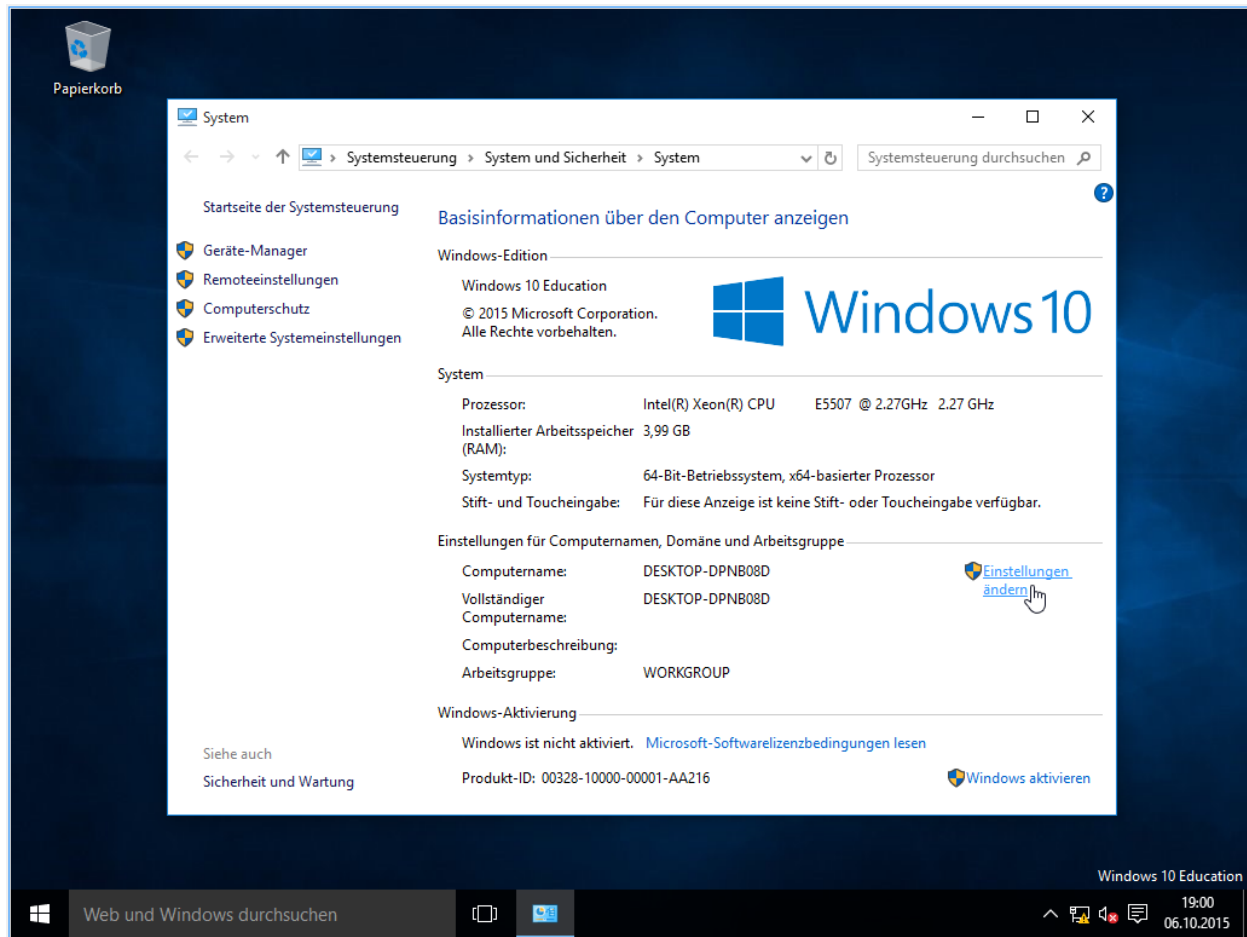 Papierkorb
System
Systemsteuerung › System und Sicherheit › System
Systemsteuerung durchsuchen
?
Startseite der Systemsteuerung
Geräte-Manager
Remoteeinstellungen
Computerschutz
Erweiterte Systemeinstellungen
Basisinformationen über den Computer anzeigen
Windows-Edition
Windows 10 Education
© 2015 Microsoft Corporation.
Alle Rechte vorbehalten.
Windows 10
System
Prozessor: Intel(R) Xeon(R) CPU E5507 @ 2.27GHz 2.27 GHz
Installierter Arbeitsspeicher 3,99 GB
(RAM):
Systemtyp: 64-Bit-Betriebssystem, x64-basierter Prozessor
Stift- und Toucheingabe: Für diese Anzeige ist keine Stift- oder Toucheingabe verfügbar.
Einstellungen für Computernamen, Domäne und Arbeitsgruppe
Computername: DESKTOP-DPNB08D
Einstellungen
ändern
Vollständiger DESKTOP-DPNB08D
Computername:
Computerbeschreibung:
Arbeitsgruppe: WORKGROUP
Windows-Aktivierung
Windows ist nicht aktiviert. Microsoft-Softwarelizenzbedingungen lesen
Produkt-ID: 00328-10000-00001-AA216
Windows aktivieren
Siehe auch
Sicherheit und Wartung
Windows 10 Education
Web und Windows durchsuchen
19:00
06.10.2015